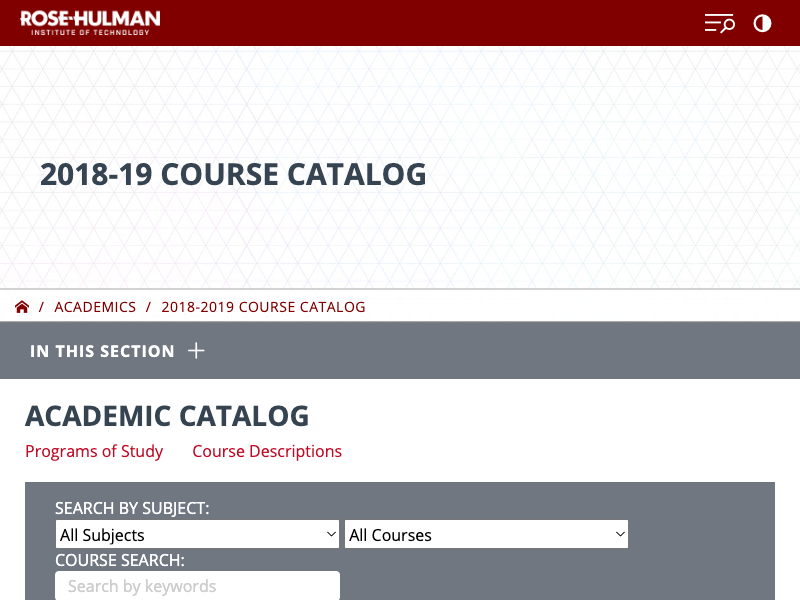 ROSE-HULMAN
INSTITUTE OF TECHNOLOGY
2018-19 COURSE CATALOG
/ ACADEMICS / 2018-2019 COURSE CATALOG
IN THIS SECTION
ACADEMIC CATALOG
Programs of Study Course Descriptions
SEARCH BY SUBJECT:
All Subjects All Courses
COURSE SEARCH:
Search by keywords